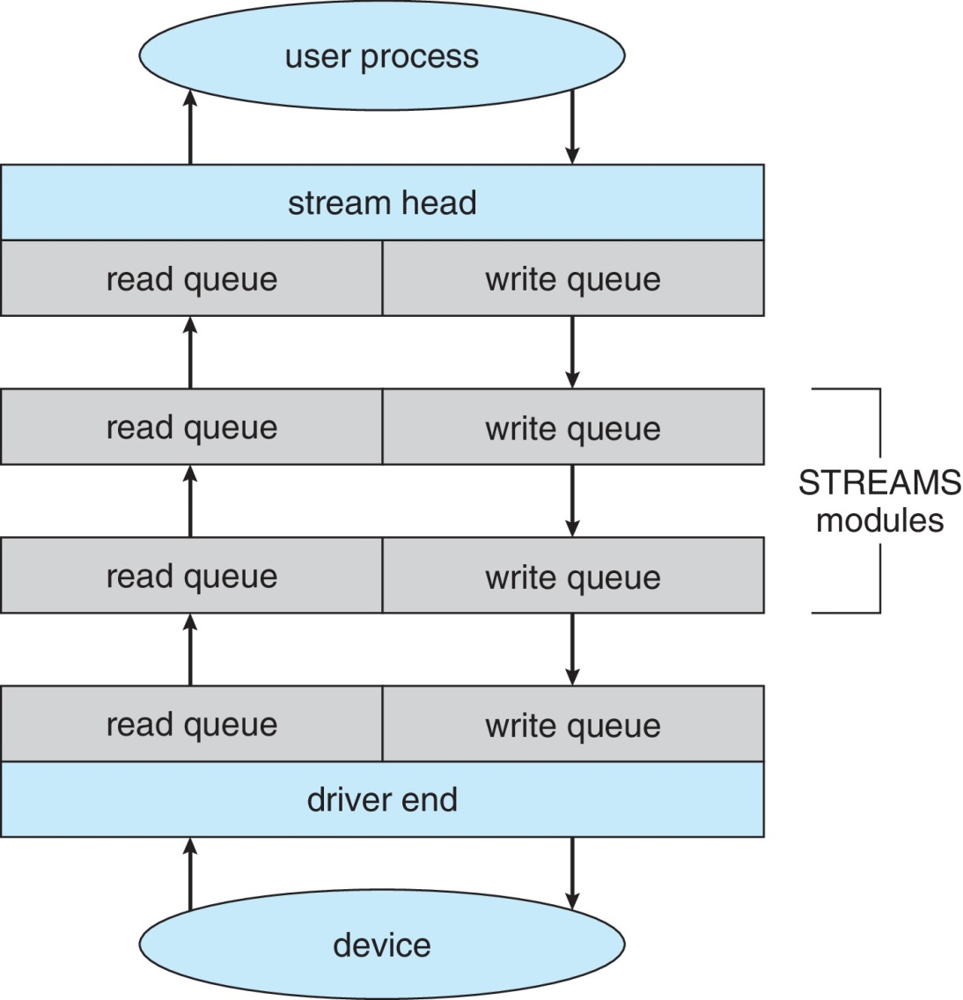 user process
stream head
read queue
write queue
read queue
write queue
STREAMS
modules
read queue
write queue
read queue
write queue
driver end
device